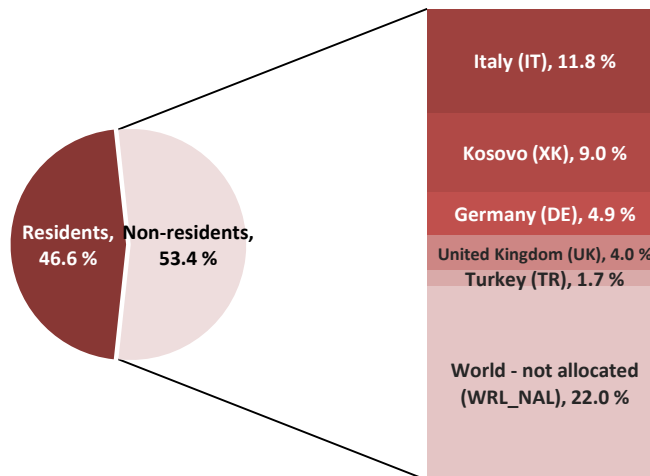 Residents,
46.6 %
Non-residents,
53.4 %
Italy (IT), 11.8 %
Kosovo (XK), 9.0 %
Germany (DE), 4.9 %
United Kingdom (UK), 4.0 %
Turkey (TR), 1.7 %
World - not allocated
(WRL_NAL), 22.0 %